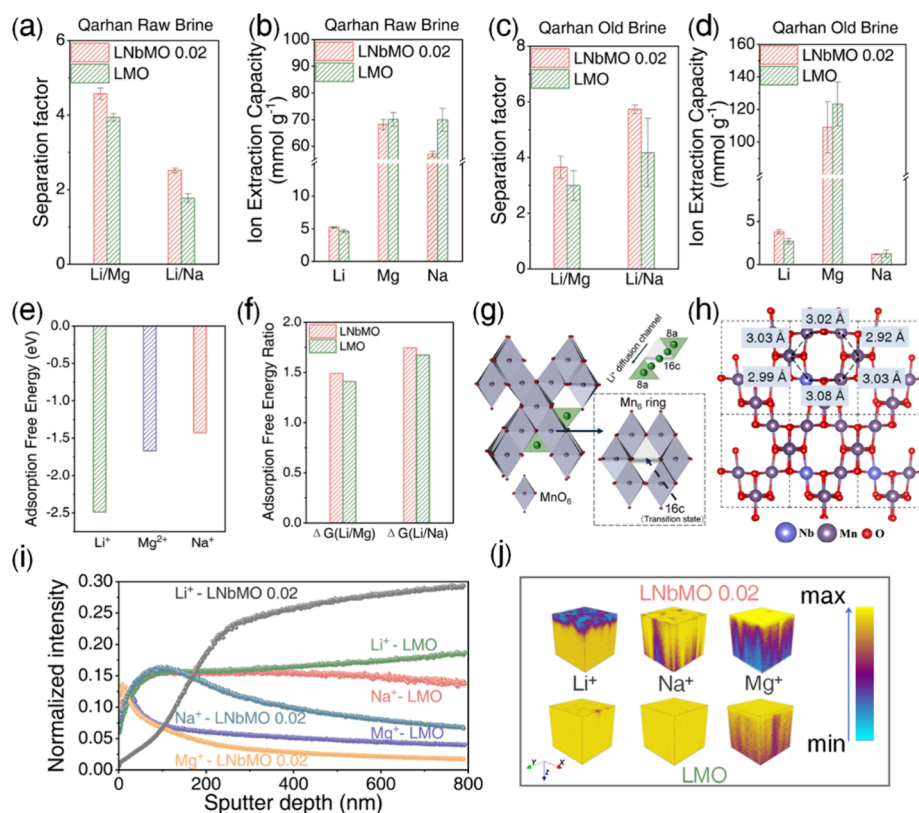 (a)
Qarhan Raw Brine
LNbMO 0.02
LMO
Separation factor
6
4
2
0
Li/Mg
Li/Na
(b)
Qarhan Raw Brine
LNbMO 0.02
LMO
Ion Extraction Capacity
(mmol g⁻¹)
100
90
80
70
60
10
5
0
Li
Mg
Na
(c)
Qarhan Old Brine
LNbMO 0.02
LMO
Separation factor
8
6
4
2
0
Li/Mg
Li/Na
(d)
Qarhan Old Brine
LNbMO 0.02
LMO
Ion Extraction Capacity
(mmol g⁻¹)
160
140
120
100
80
5
0
Li
Mg
Na
(e)
Adsorption Free Energy (eV)
0.0
-0.5
-1.0
-1.5
-2.0
-2.5
Li⁺
Mg²⁺
Na⁺
(f)
LNbMO
LMO
Adsorption Free Energy Ratio
2.0
1.5
1.0
0.5
0.0
Δ G(Li/Mg)
Δ G(Li/Na)
(g)
Li⁺ diffusion channel
8a
16c
8a
Mn₆ ring
MnO₆
16c
(Transition state)
(h)
3.02 Å
3.03 Å
2.92 Å
2.99 Å
3.03 Å
3.08 Å
Nb
Mn
O
(i)
Normalized intensity
0.30
0.25
0.20
0.15
0.10
0.05
0.00
Li⁺ - LNbMO 0.02
Li⁺ - LMO
Na⁺- LMO
Na⁺ - LNbMO 0.02
Mg⁺- LMO
Mg⁺ - LNbMO 0.02
0
200
400
600
800
Sputter depth (nm)
(j)
LNbMO 0.02
max
Li⁺
Na⁺
Mg⁺
min
Y
X
Z
LMO